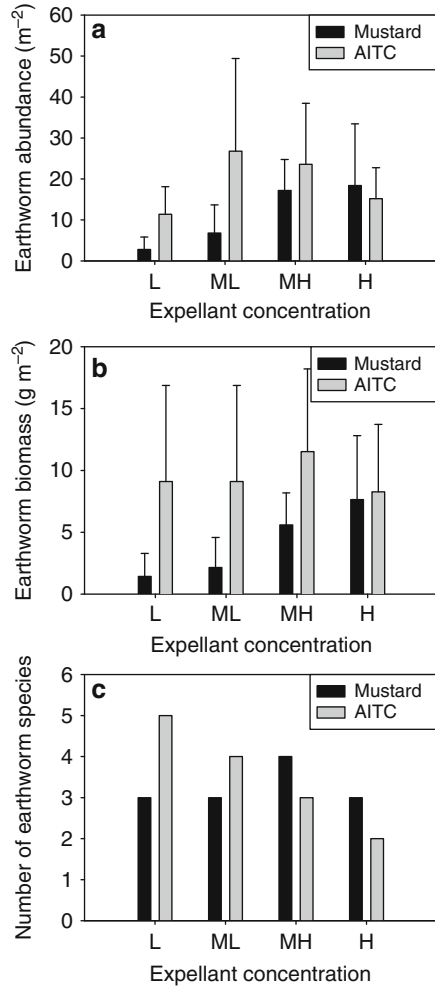 a
Mustard
AITC
Earthworm abundance (m⁻²)
60
50
40
30
20
10
0
L ML MH H
Expellant concentration
b
Mustard
AITC
Earthworm biomass (g m⁻²)
20
15
10
5
0
L ML MH H
Expellant concentration
c
Mustard
AITC
Number of earthworm species
6
5
4
3
2
1
0
L ML MH H
Expellant concentration